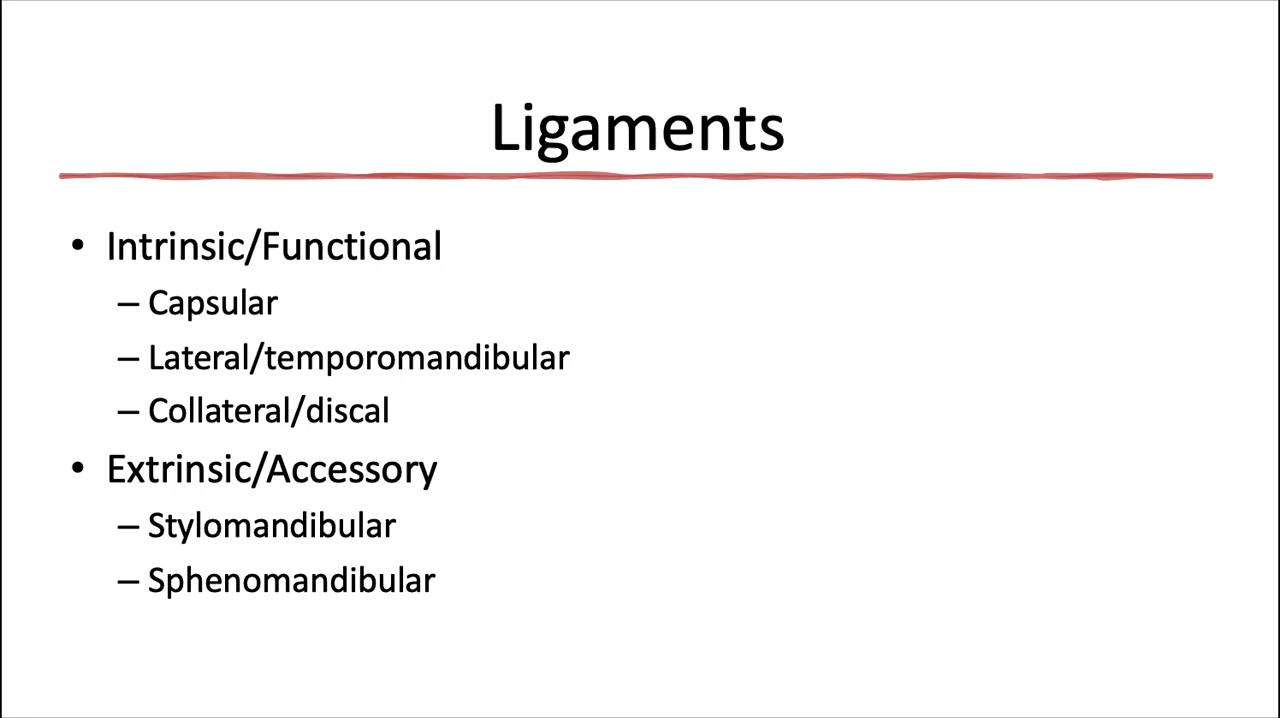 Ligaments
• Intrinsic/Functional
– Capsular
– Lateral/temporomandibular
– Collateral/discal
• Extrinsic/Accessory
– Stylomandibular
– Sphenomandibular